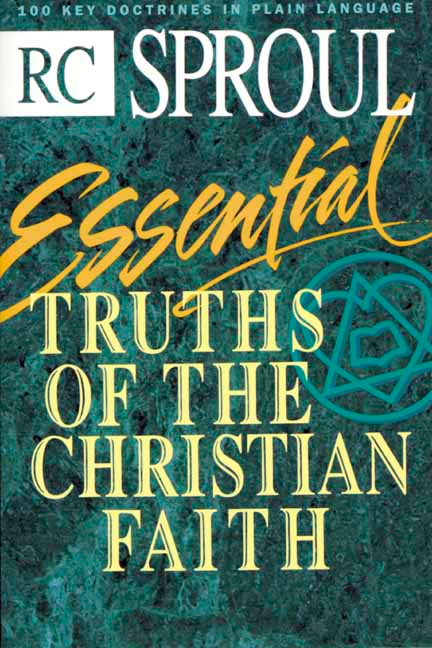 100 KEY DOCTRINES IN PLAIN LANGUAGE
RC SPROUL
Essential
TRUTHS
OF THE
CHRISTIAN
FAITH